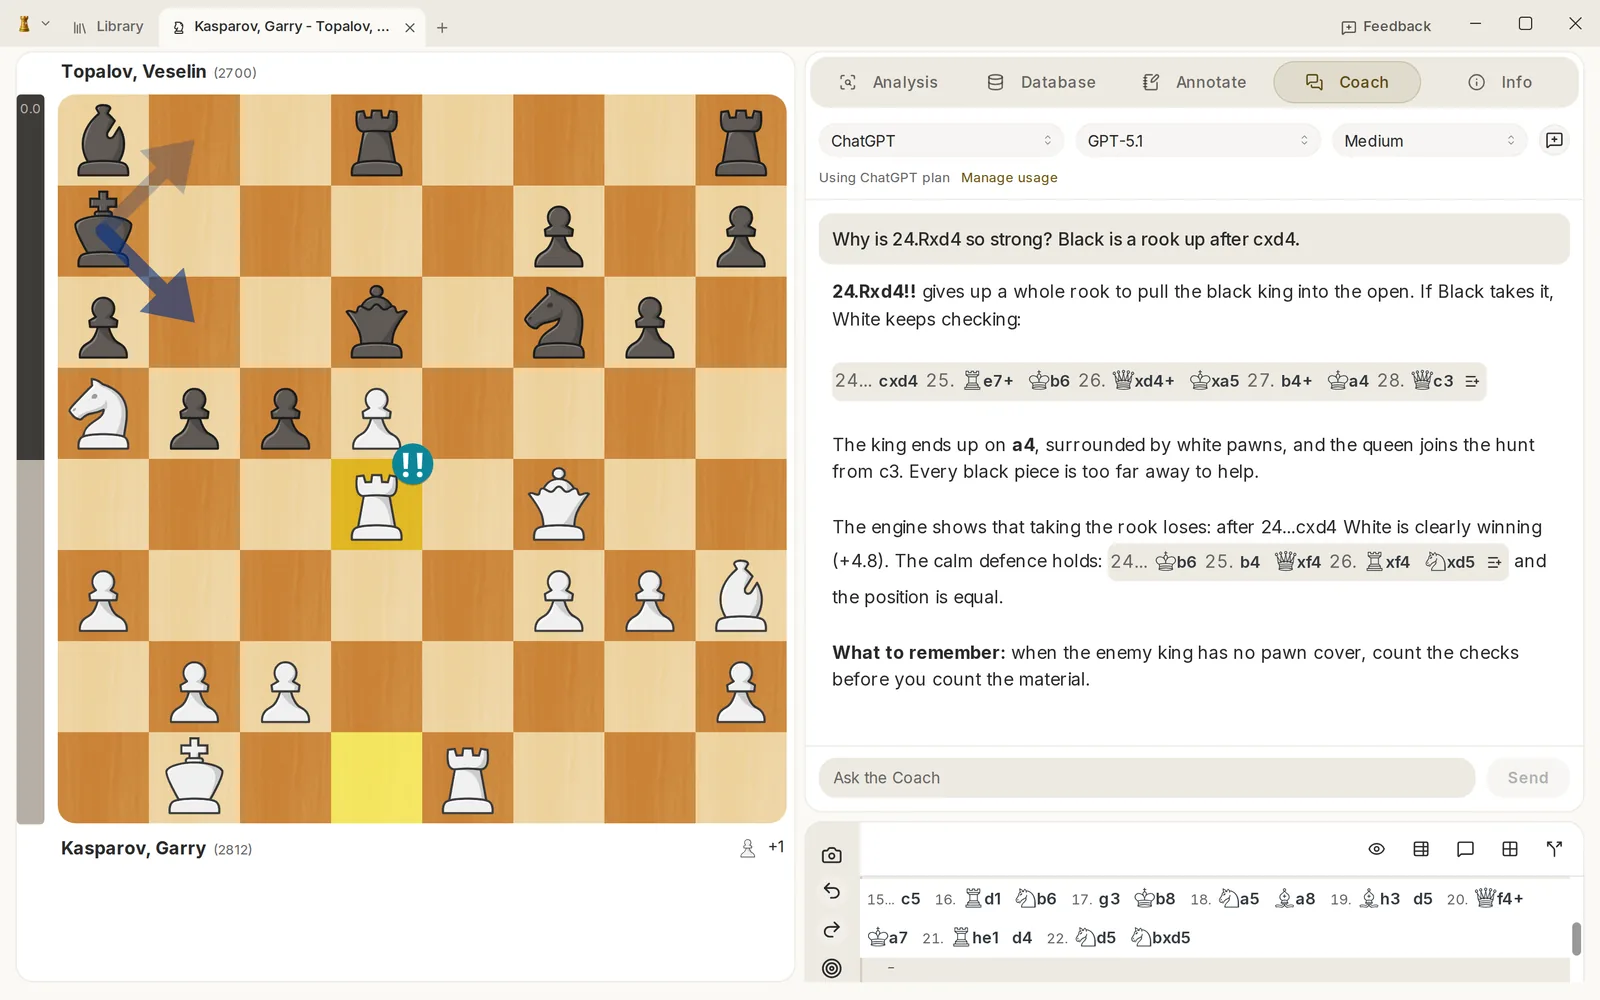 Library
Kasparov, Garry - Topalov, ...
Feedback
Topalov, Veselin (2700)
0.0
!!
Kasparov, Garry (2812)
+1
Analysis
Database
Annotate
Coach
Info
ChatGPT
GPT-5.1
Medium
Using ChatGPT plan Manage usage
Why is 24.Rxd4 so strong? Black is a rook up after cxd4.
24.Rxd4!! gives up a whole rook to pull the black king into the open. If Black takes it,
White keeps checking:
24... cxd4 25. ♖e7+ ♔b6 26. ♕xd4+ ♔xa5 27. b4+ ♔a4 28. ♕c3
The king ends up on a4, surrounded by white pawns, and the queen joins the hunt
from c3. Every black piece is too far away to help.
The engine shows that taking the rook loses: after 24...cxd4 White is clearly winning
(+4.8). The calm defence holds: 24... ♔b6 25. b4 ♕xf4 26. ♖xf4 ♘xd5 and
the position is equal.
What to remember: when the enemy king has no pawn cover, count the checks
before you count the material.
Ask the Coach
Send
15... c5 16. ♖d1 ♘b6 17. g3 ♔b8 18. ♘a5 ♗a8 19. ♗h3 d5 20. ♕f4+
♔a7 21. ♖he1 d4 22. ♘d5 ♘bxd5
–